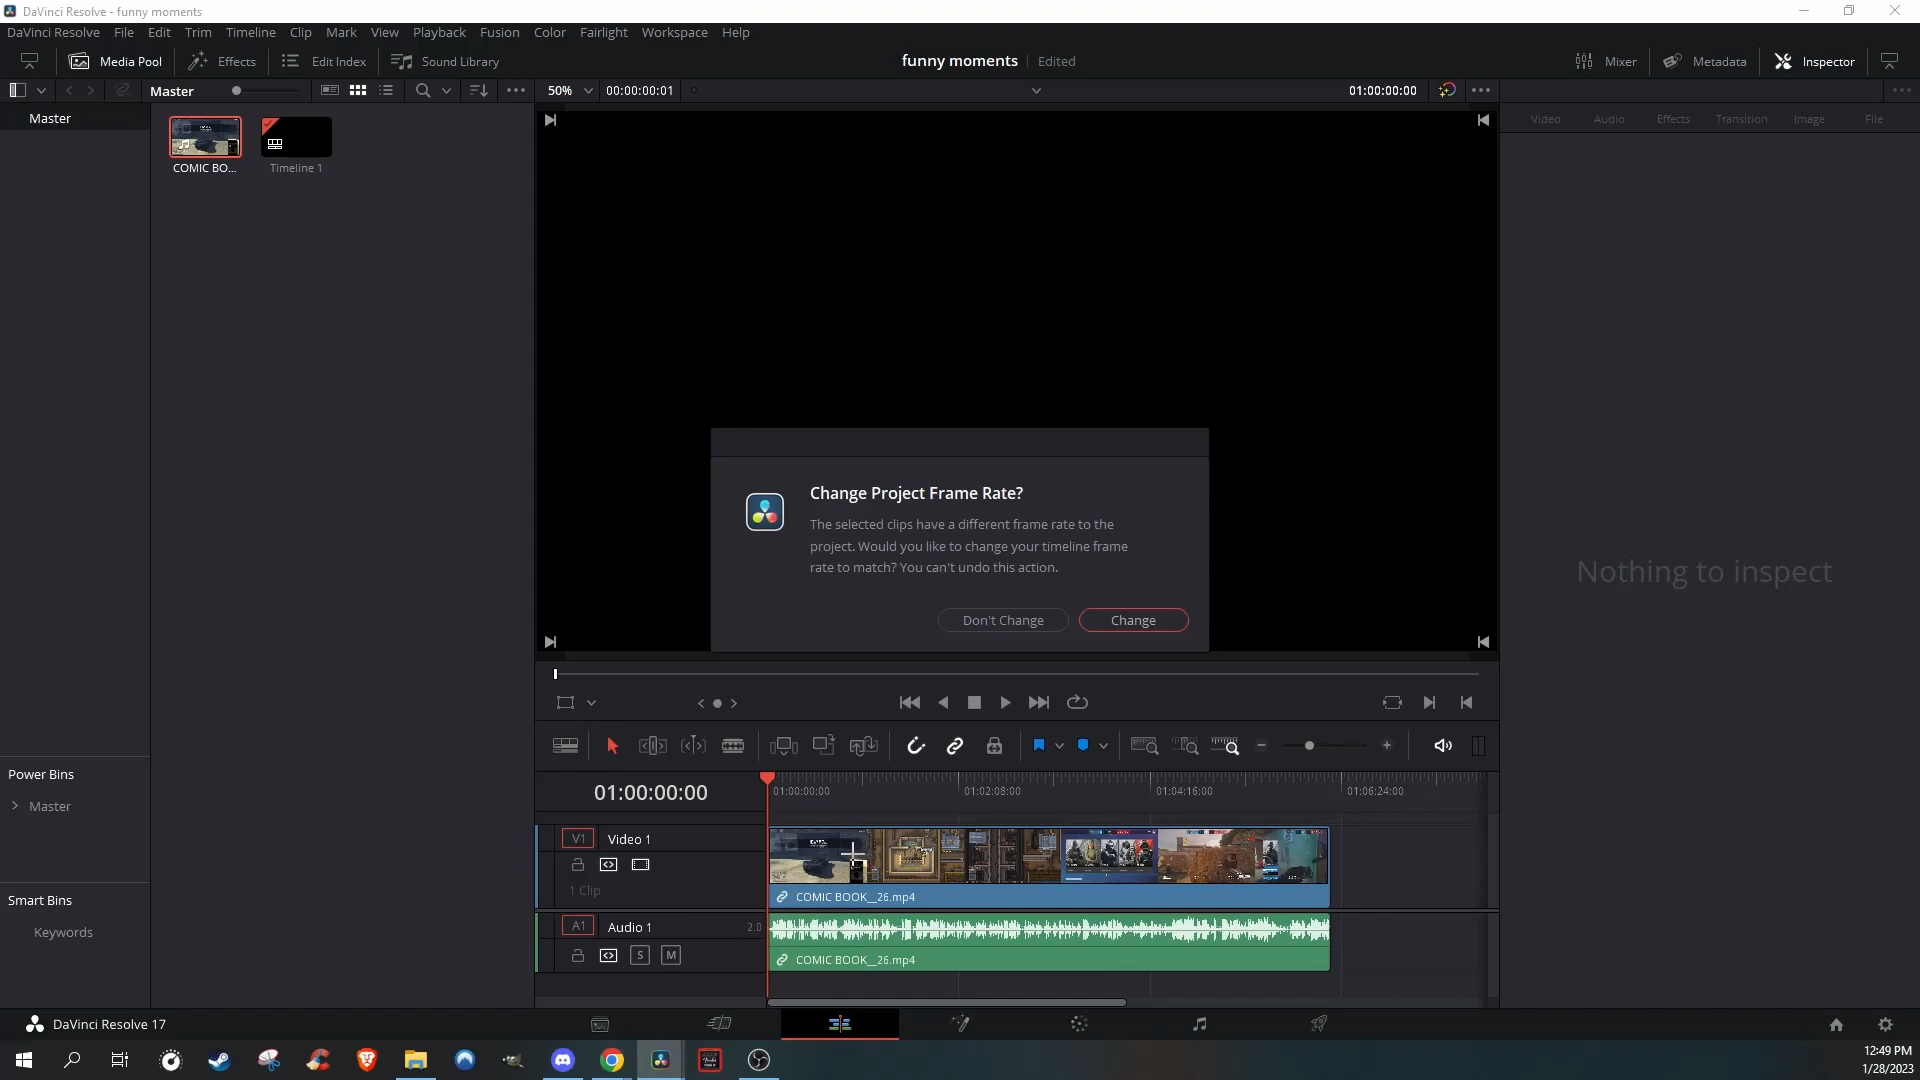 DaVinci Resolve - funny moments
DaVinci Resolve File Edit Trim Timeline Clip Mark View Playback Fusion Color Fairlight Workspace Help
Media Pool Effects Edit Index Sound Library funny moments Edited Mixer Metadata Inspector
Master 50% 00:00:00:01 01:00:00:00
Master
Video Audio Effects Transition Image File
COMIC BO... Timeline 1
Change Project Frame Rate?
The selected clips have a different frame rate to the
project. Would you like to change your timeline frame
rate to match? You can't undo this action.
Don't Change Change
Nothing to inspect
Power Bins
Master
Smart Bins
Keywords
01:00:00:00 01:00:00:00 01:02:08:00 01:04:16:00 01:06:24:00
V1 Video 1
1 Clip
COMIC BOOK__26.mp4
A1 Audio 1 2.0
S M
COMIC BOOK__26.mp4
DaVinci Resolve 17
12:49 PM
1/28/2023